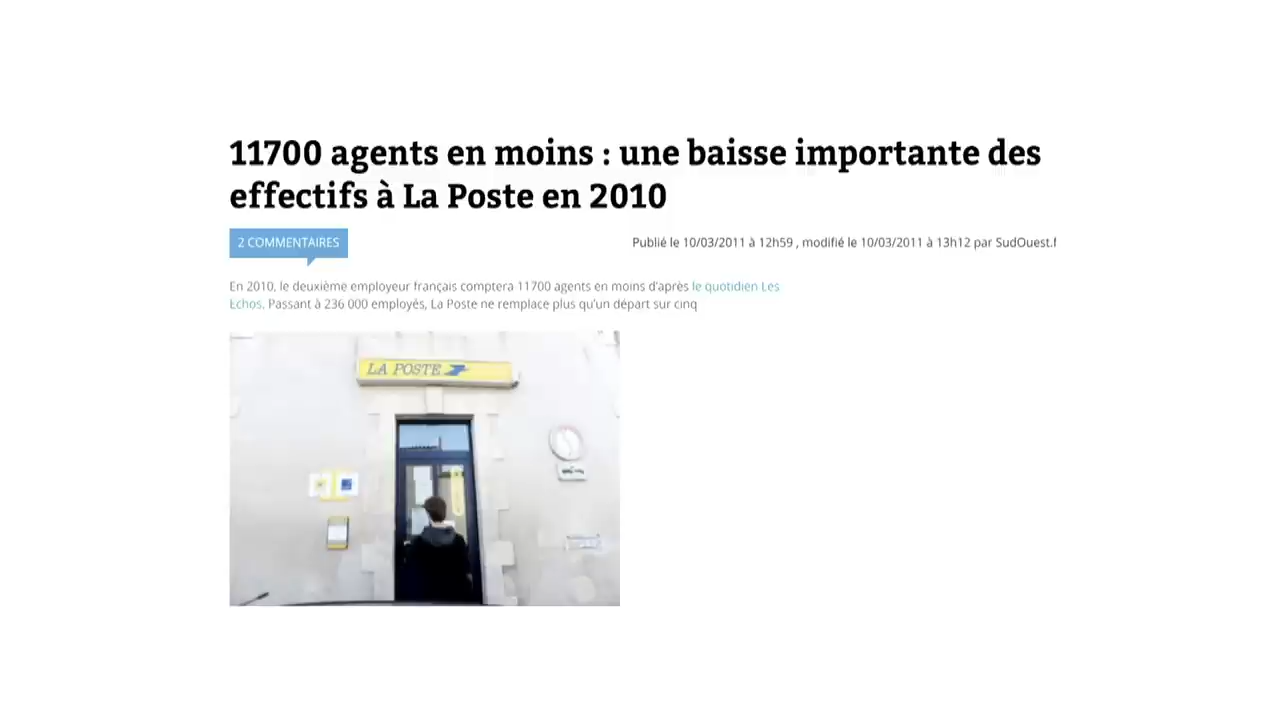 11700 agents en moins : une baisse importante des
effectifs à La Poste en 2010
2 COMMENTAIRES
Publié le 10/03/2011 à 12h59 , modifié le 10/03/2011 à 13h12 par SudOuest.f
En 2010, le deuxième employeur français comptera 11700 agents en moins d'après le quotidien Les
Echos. Passant à 236 000 employés, La Poste ne remplace plus qu'un départ sur cinq
LA POSTE